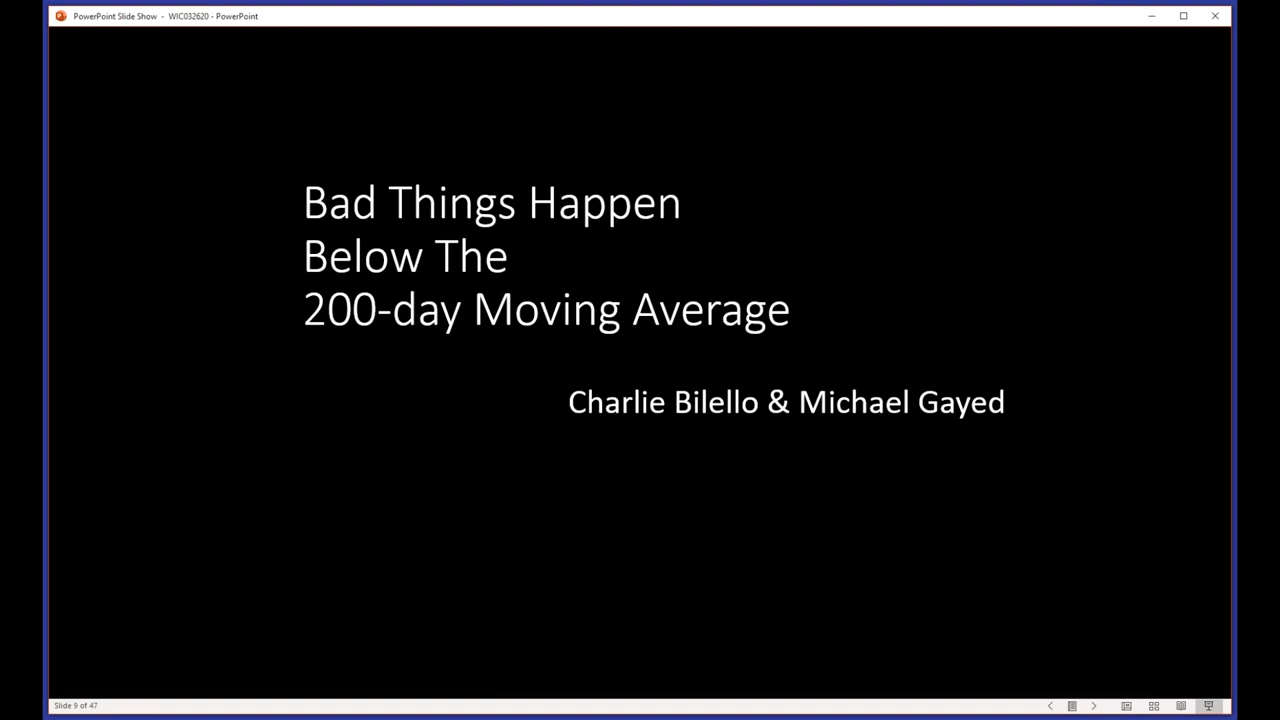 PowerPoint Slide Show - WIC032620 - PowerPoint
Bad Things Happen
Below The
200-day Moving Average
Charlie Bilello & Michael Gayed
Slide 9 of 47